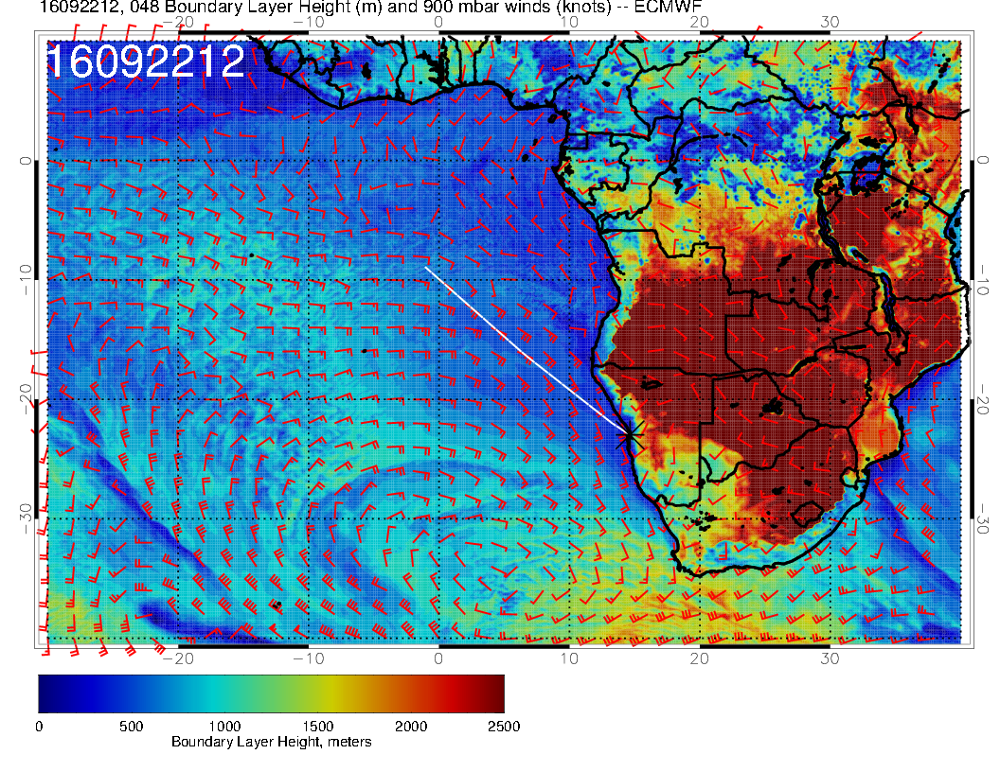 16092212, 048 Boundary Layer Height (m) and 900 mbar winds (knots) -- ECMWF
−20 −10 0 10 20 30
16092212
0 0
−10 −10
−20 −20
−30 −30
−20 −10 0 10 20 30
0 500 1000 1500 2000 2500
Boundary Layer Height, meters